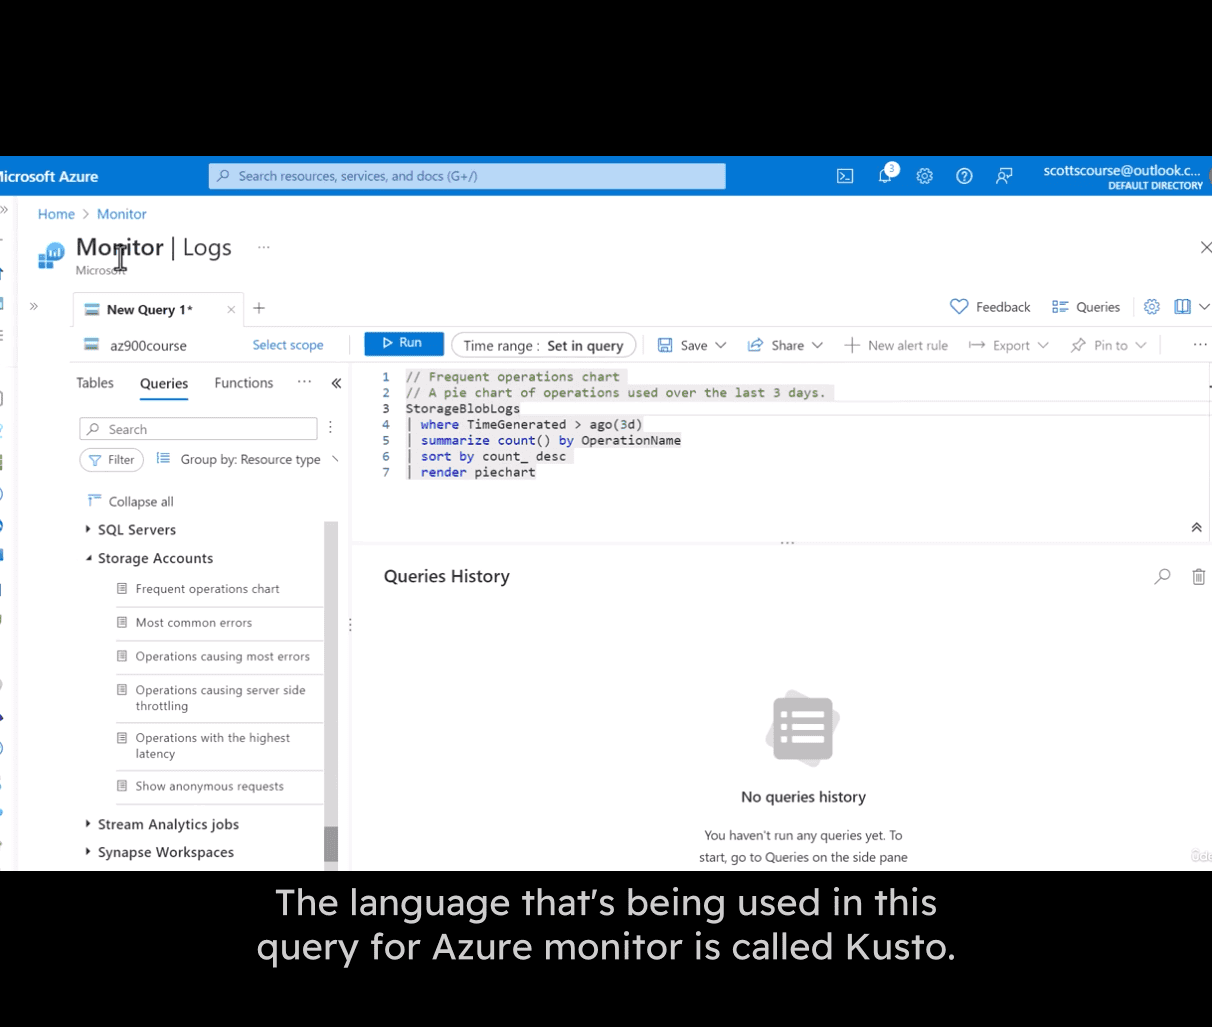 Microsoft Azure
Search resources, services, and docs (G+/)
3
scottscourse@outlook.c...
DEFAULT DIRECTORY
Home > Monitor
Monitor | Logs ...
Microsoft
New Query 1*
Feedback
Queries
az900course
Select scope
Run
Time range : Set in query
Save
Share
New alert rule
Export
Pin to
...
Tables
Queries
Functions
...
Search
Filter
Group by: Resource type
Collapse all
SQL Servers
Storage Accounts
Frequent operations chart
Most common errors
Operations causing most errors
Operations causing server side
throttling
Operations with the highest
latency
Show anonymous requests
Stream Analytics jobs
Synapse Workspaces
1 // Frequent operations chart
2 // A pie chart of operations used over the last 3 days.
3 StorageBlobLogs
4 | where TimeGenerated > ago(3d)
5 | summarize count() by OperationName
6 | sort by count_ desc
7 | render piechart
Queries History
No queries history
You haven't run any queries yet. To
start, go to Queries on the side pane
The language that's being used in this
query for Azure monitor is called Kusto.